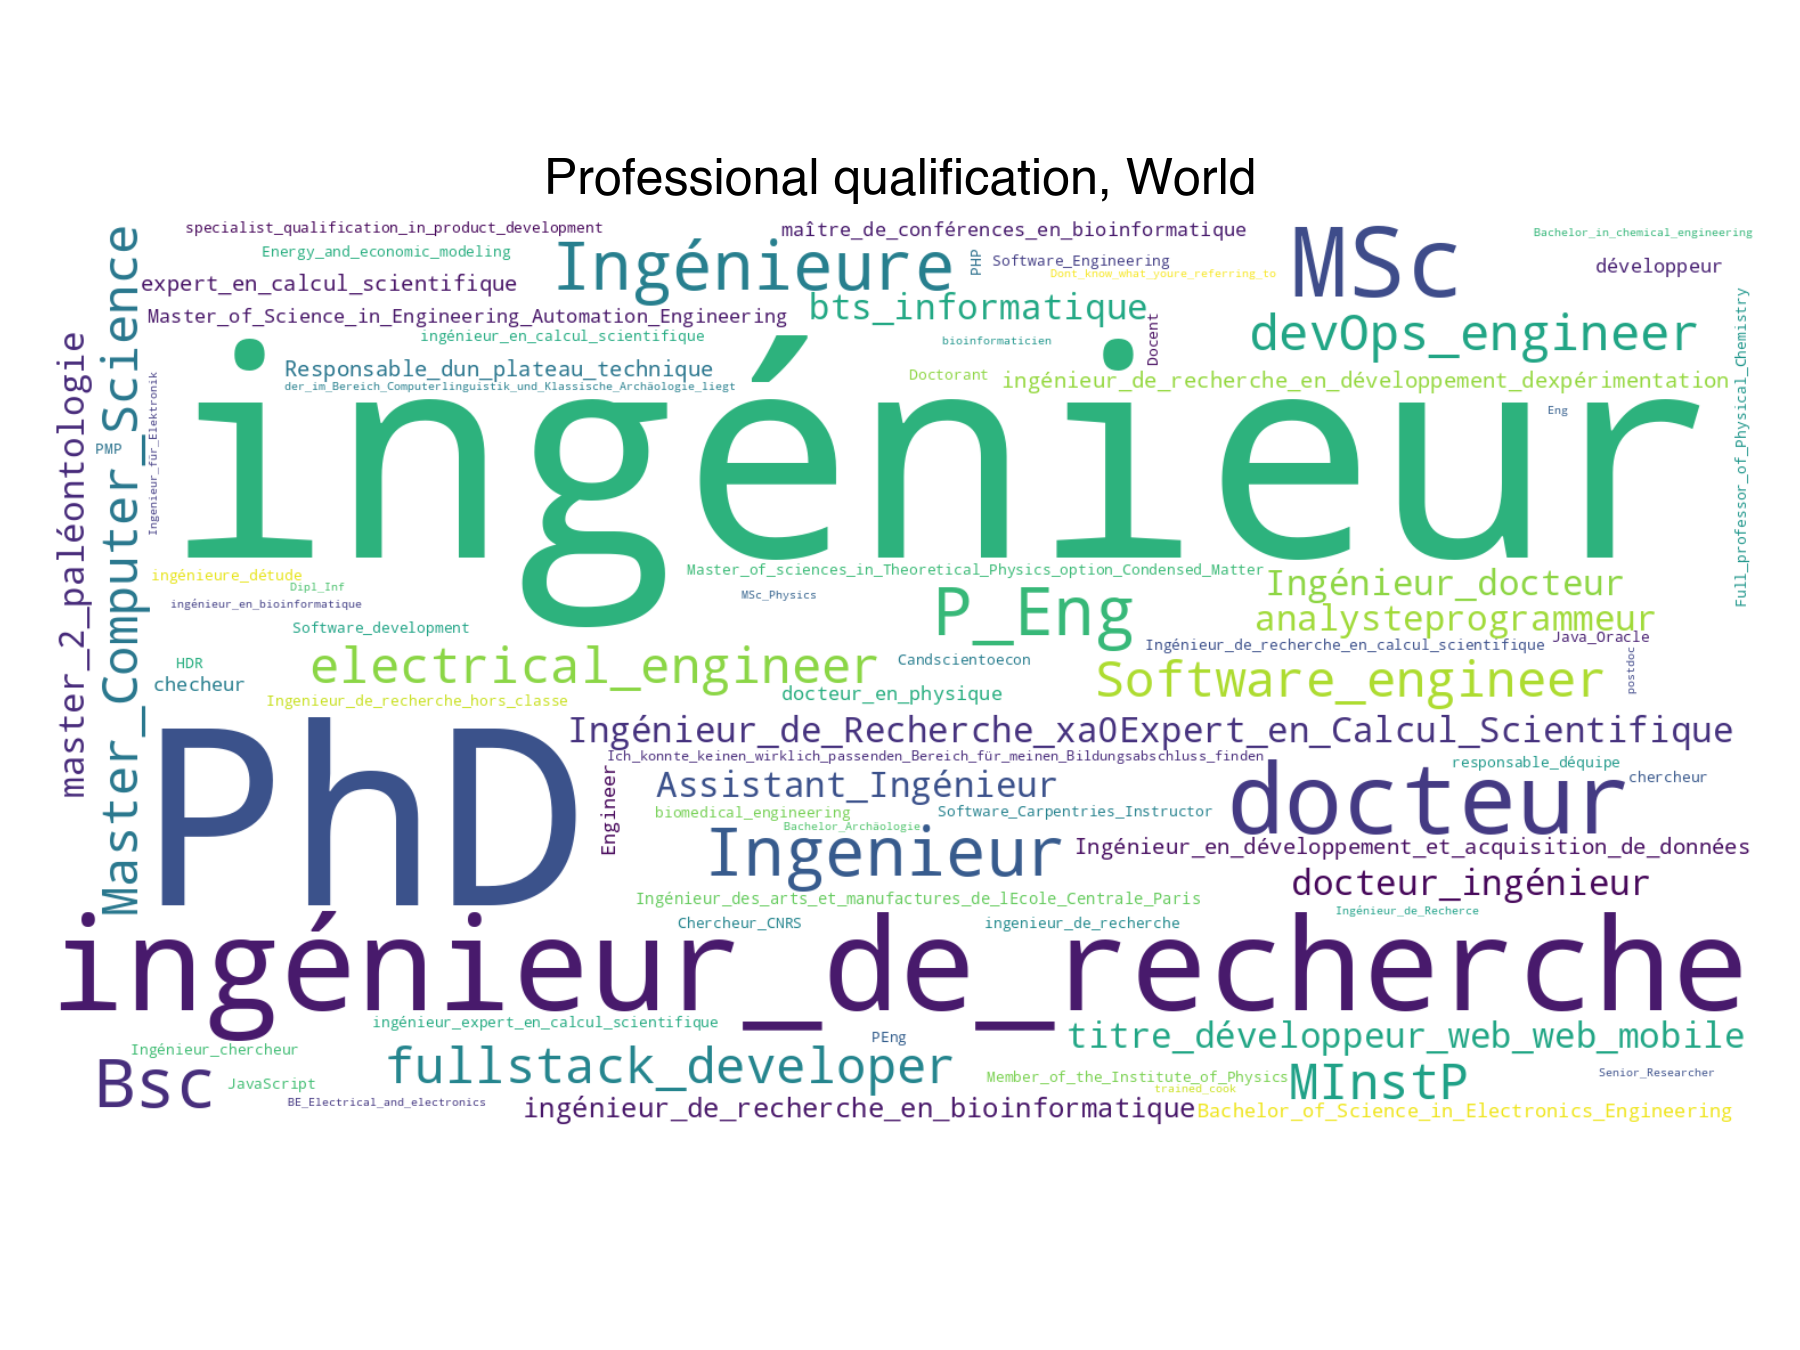 Professional qualification, World
specialist_qualification_in_product_development
maître_de_conférences_en_bioinformatique
MSc
Bachelor_in_chemical_engineering
Energy_and_economic_modeling
Ingénieure
PHP
Software_Engineering
Dont_know_what_youre_referring_to
développeur
expert_en_calcul_scientifique
bts_informatique
Master_of_Science_in_Engineering_Automation_Engineering
Docent
devOps_engineer
Full_professor_of_Physical_Chemistry
ingénieur_en_calcul_scientifique
bioinformaticien
Responsable_dun_plateau_technique
Doctorant
ingénieur_de_recherche_en_développement_dexpérimentation
der_im_Bereich_Computerlinguistik_und_Klassische_Archäologie_liegt
master_2_paléontologie
Master_Computer_Science
PMP
Ingenieur_für_Elektronik
ingénieur
Eng
ingénieure_détude
Dipl_Inf
ingénieur_en_bioinformatique
Master_of_sciences_in_Theoretical_Physics_option_Condensed_Matter
MSc_Physics
P_Eng
Ingénieur_docteur
analysteprogrammeur
Software_development
Ingénieur_de_recherche_en_calcul_scientifique
Java_Oracle
HDR
checheur
electrical_engineer
Candscientoecon
Software_engineer
postdoc
Ingenieur_de_recherche_hors_classe
docteur_en_physique
PhD
Ingénieur_de_Recherche_xa0Expert_en_Calcul_Scientifique
Ich_konnte_keinen_wirklich_passenden_Bereich_für_meinen_Bildungsabschluss_finden
Engineer
Assistant_Ingénieur
docteur
responsable_déquipe
chercheur
biomedical_engineering
Software_Carpentries_Instructor
Bachelor_Archäologie
Ingenieur
Ingénieur_en_développement_et_acquisition_de_données
docteur_ingénieur
Ingénieur_des_arts_et_manufactures_de_lEcole_Centrale_Paris
Ingénieur_de_Recherce
Chercheur_CNRS
ingenieur_de_recherche
ingénieur_de_recherche
ingénieur_expert_en_calcul_scientifique
PEng
titre_développeur_web_web_mobile
Ingénieur_chercheur
Bsc
fullstack_developer
JavaScript
Member_of_the_Institute_of_Physics
MInstP
Senior_Researcher
trained_cook
BE_Electrical_and_electronics
ingénieur_de_recherche_en_bioinformatique
Bachelor_of_Science_in_Electronics_Engineering